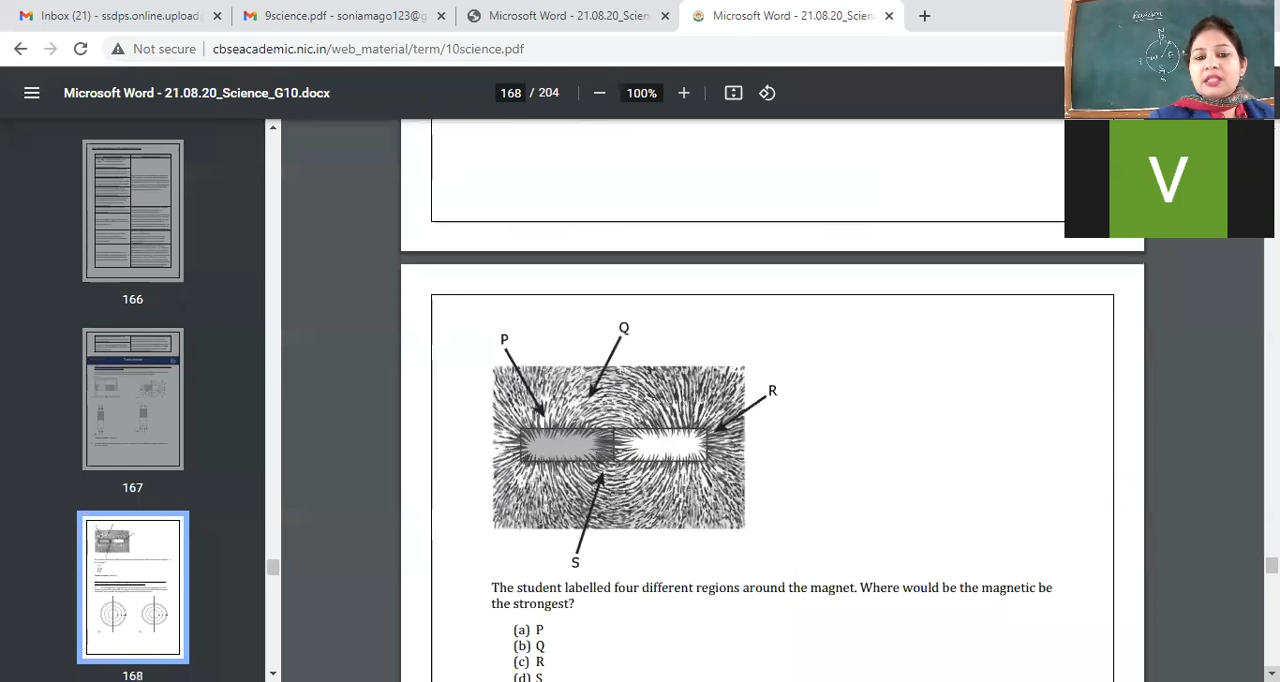 Inbox (21) - ssdps.online.upload
9science.pdf - soniamago123@g
Microsoft Word - 21.08.20_Scien
Microsoft Word - 21.08.20_Scien
Not secure
cbseacademic.nic.in/web_material/term/10science.pdf
Microsoft Word - 21.08.20_Science_G10.docx
168 / 204
100%
V
166
167
168
P
Q
R
S
The student labelled four different regions around the magnet. Where would be the magnetic be
the strongest?
(a) P
(b) Q
(c) R
(d) S